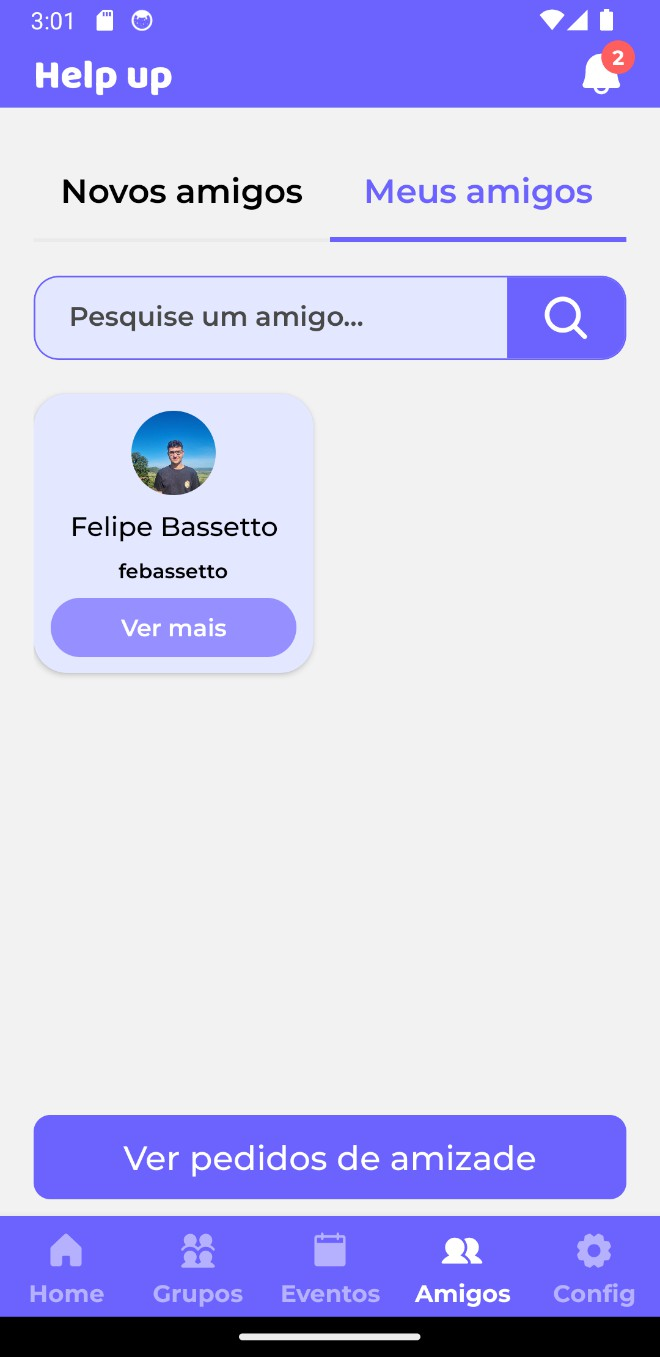 3:01
Help up
2
Novos amigos
Meus amigos
Pesquise um amigo...
Felipe Bassetto
febassetto
Ver mais
Ver pedidos de amizade
Home
Grupos
Eventos
Amigos
Config